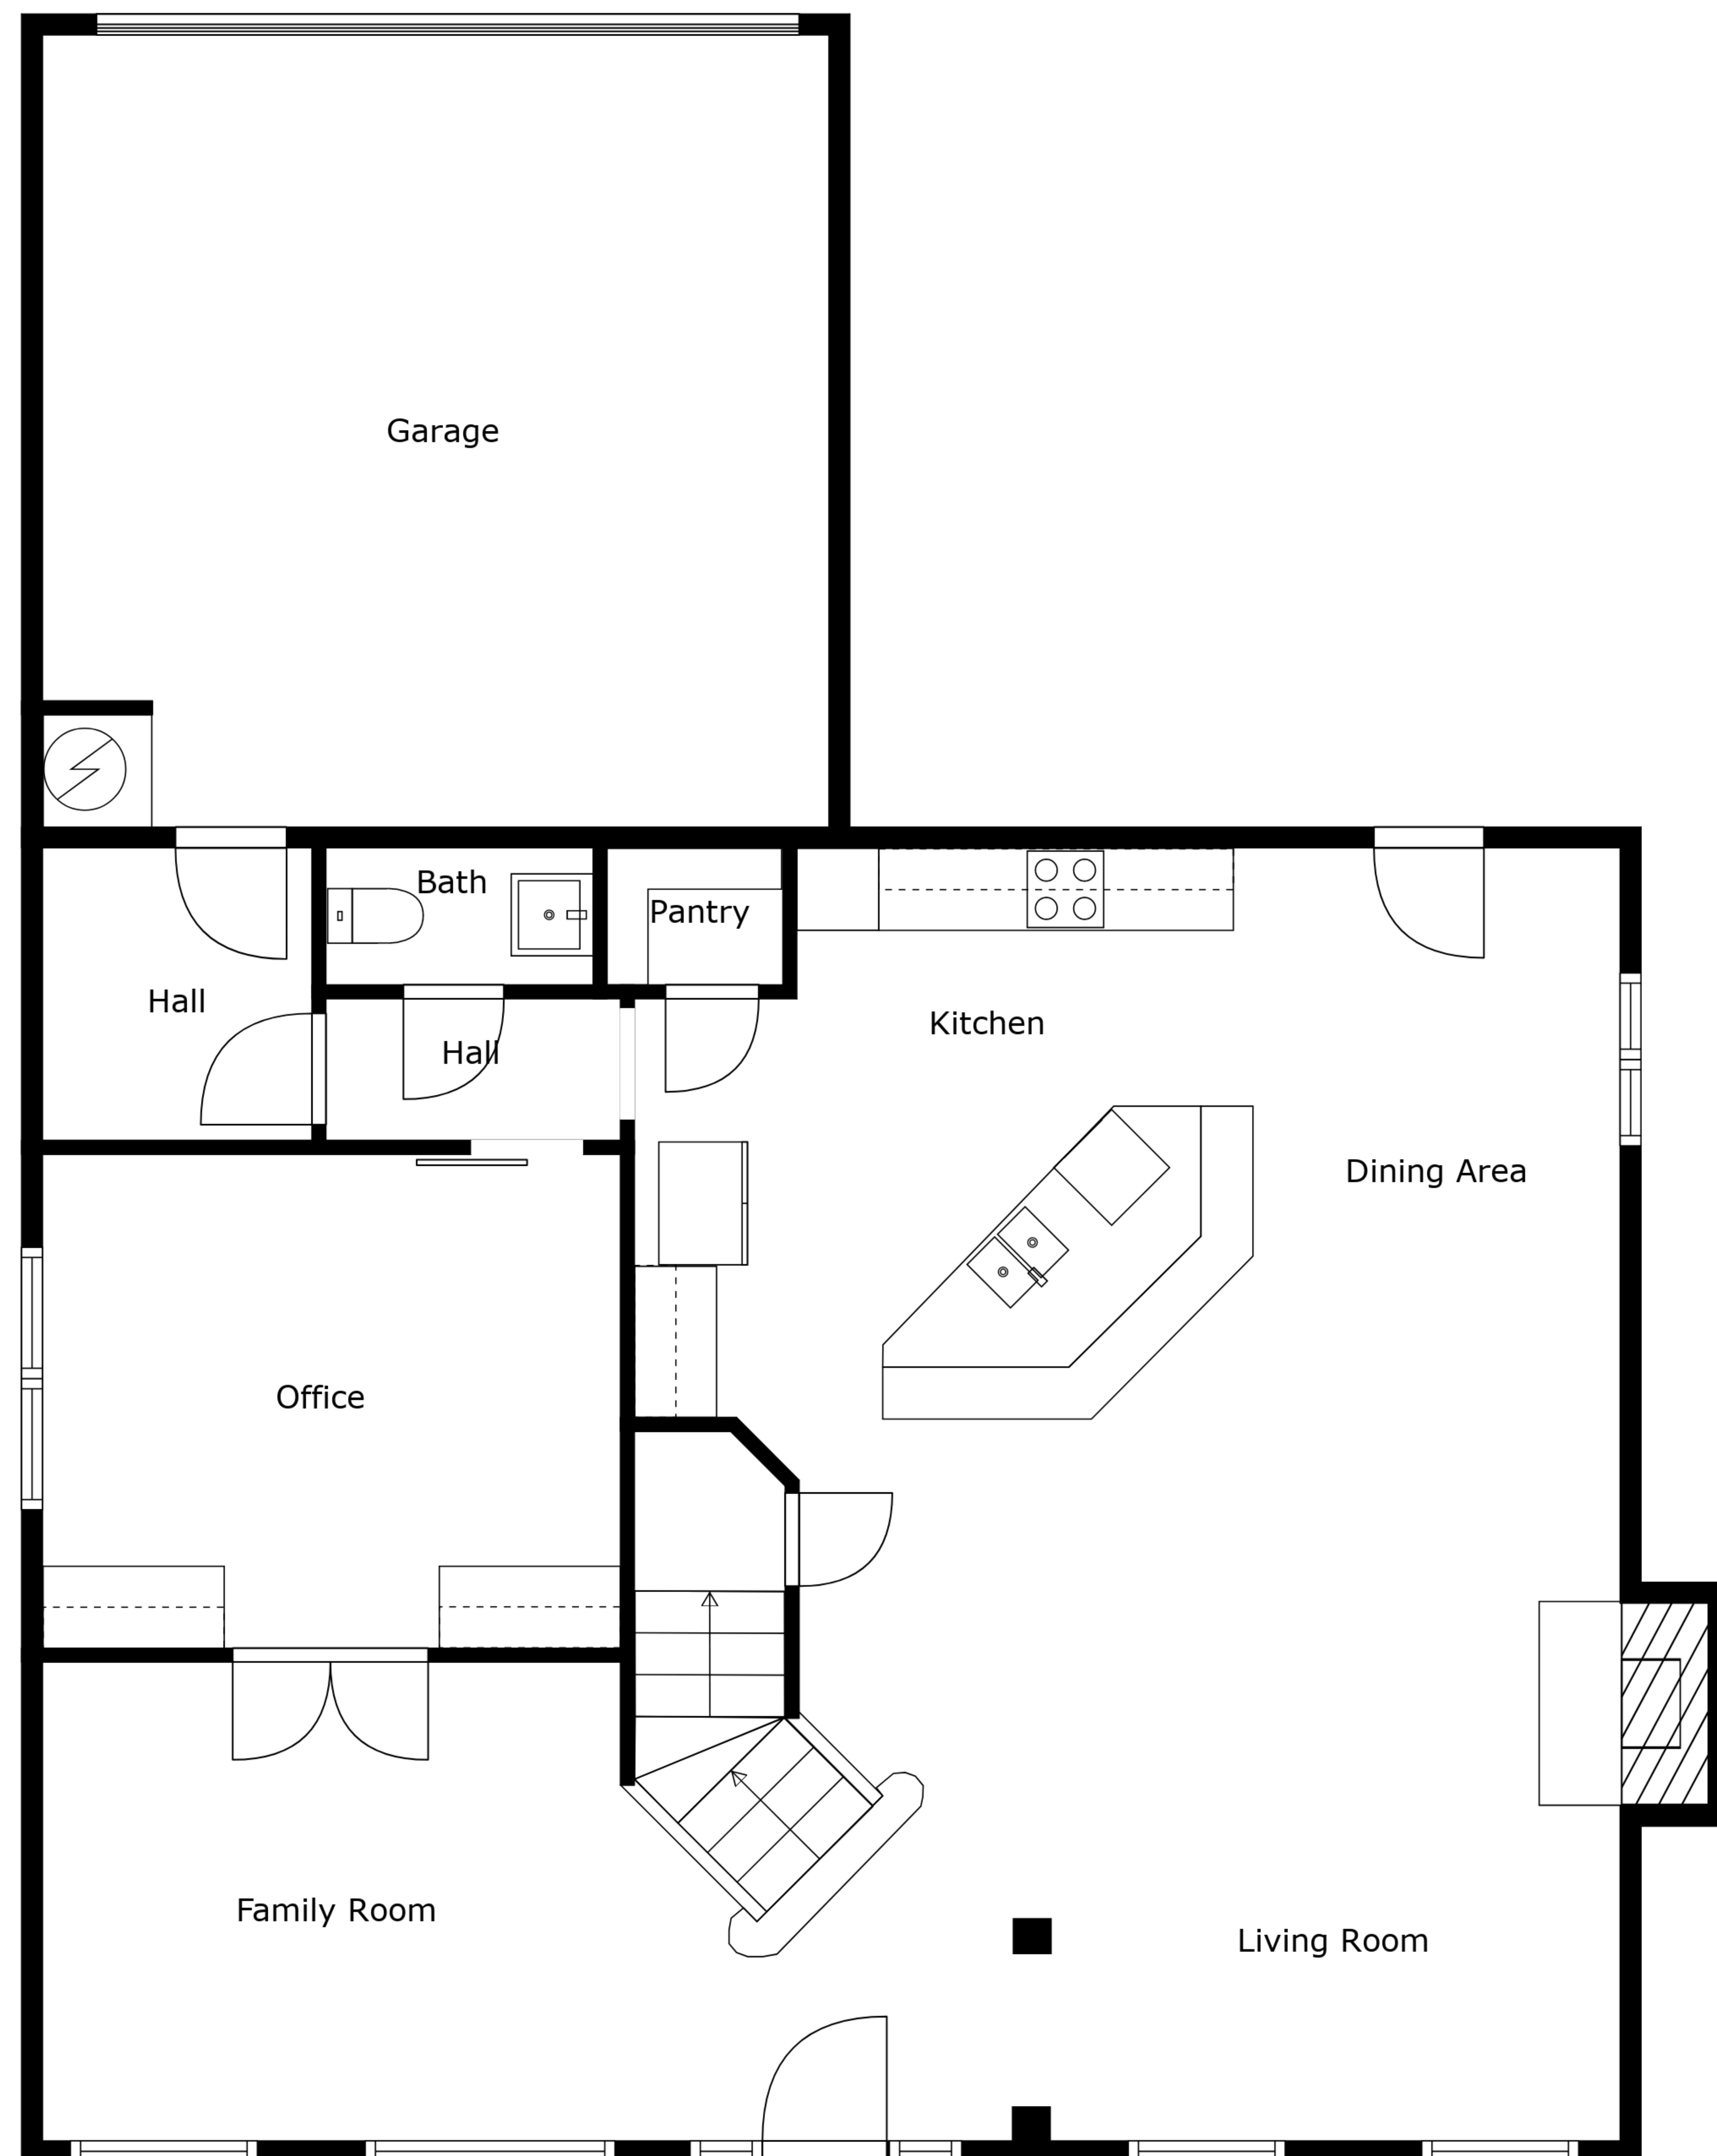 Garage
Bath
Pantry
Hall
Kitchen
Hall
Dining Area
Office
Family Room
Living Room